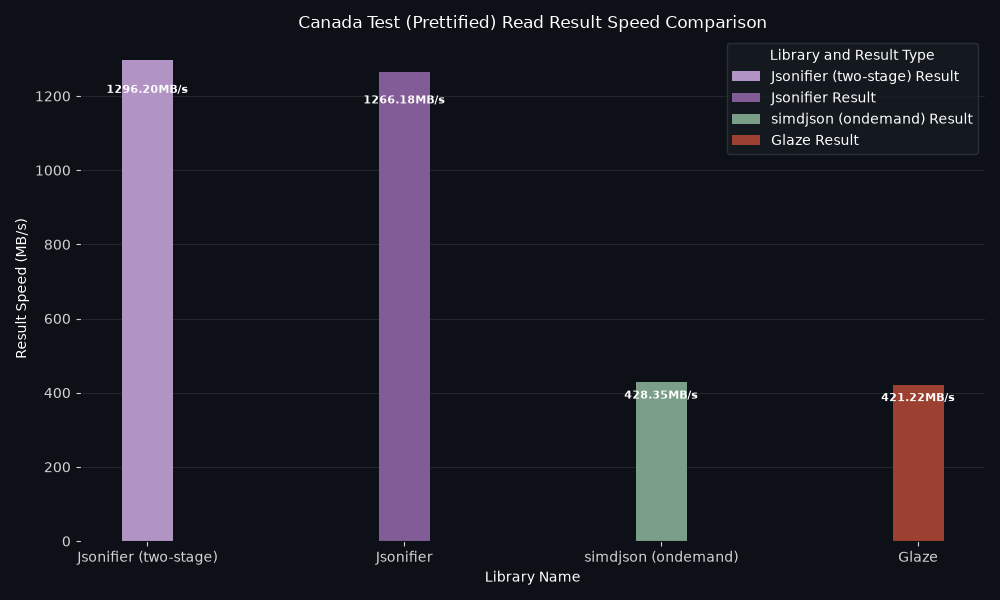 Canada Test (Prettified) Read Result Speed Comparison
Library and Result Type
Jsonifier (two-stage) Result
Jsonifier Result
simdjson (ondemand) Result
Glaze Result
Result Speed (MB/s)
1200
1000
800
600
400
200
0
1296.20MB/s
1266.18MB/s
428.35MB/s
421.22MB/s
Jsonifier (two-stage)
Jsonifier
simdjson (ondemand)
Glaze
Library Name